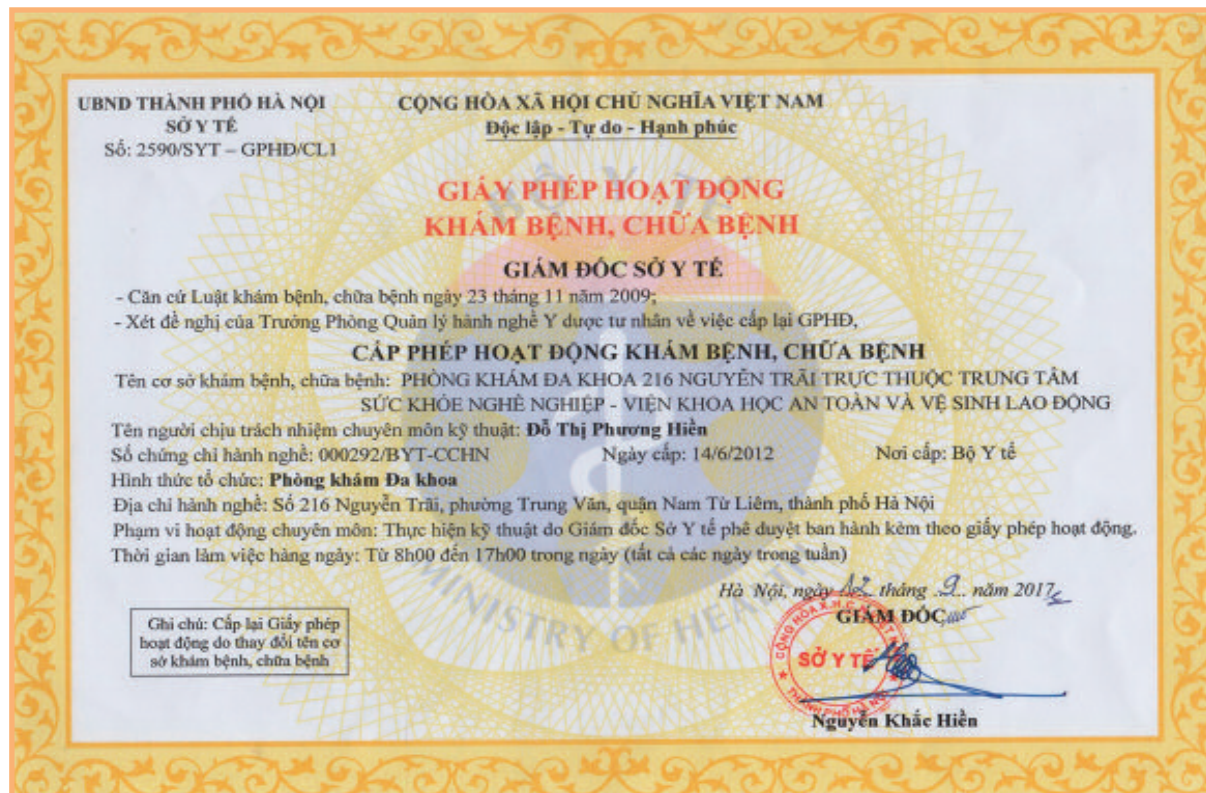 UBND THÀNH PHỐ HÀ NỘI
SỞ Y TẾ
Số: 2590/SYT – GPHĐ/CL1
CỘNG HÒA XÃ HỘI CHỦ NGHĨA VIỆT NAM
Độc lập - Tự do - Hạnh phúc
BỘ Y TẾ
GIẤY PHÉP HOẠT ĐỘNG
KHÁM BỆNH, CHỮA BỆNH
GIÁM ĐỐC SỞ Y TẾ
- Căn cứ Luật khám bệnh, chữa bệnh ngày 23 tháng 11 năm 2009;
- Xét đề nghị của Trưởng Phòng Quản lý hành nghề Y dược tư nhân về việc cấp lại GPHĐ,
CẤP PHÉP HOẠT ĐỘNG KHÁM BỆNH, CHỮA BỆNH
Tên cơ sở khám bệnh, chữa bệnh: PHÒNG KHÁM ĐA KHOA 216 NGUYỄN TRÃI TRỰC THUỘC TRUNG TÂM
SỨC KHỎE NGHỀ NGHIỆP - VIỆN KHOA HỌC AN TOÀN VÀ VỆ SINH LAO ĐỘNG
Tên người chịu trách nhiệm chuyên môn kỹ thuật: Đỗ Thị Phương Hiền
Số chứng chỉ hành nghề: 000292/BYT-CCHN Ngày cấp: 14/6/2012 Nơi cấp: Bộ Y tế
Hình thức tổ chức: Phòng khám Đa khoa
Địa chỉ hành nghề: Số 216 Nguyễn Trãi, phường Trung Văn, quận Nam Từ Liêm, thành phố Hà Nội
Phạm vi hoạt động chuyên môn: Thực hiện kỹ thuật do Giám đốc Sở Y tế phê duyệt ban hành kèm theo giấy phép hoạt động.
Thời gian làm việc hàng ngày: Từ 8h00 đến 17h00 trong ngày (tất cả các ngày trong tuần)
MINISTRY OF HEALTH
Hà Nội, ngày 12 tháng 9 năm 2017
GIÁM ĐỐC
SỞ Y TẾ
THÀNH PHỐ HÀ NỘI
Nguyễn Khắc Hiền
Ghi chú: Cấp lại Giấy phép
hoạt động do thay đổi tên cơ
sở khám bệnh, chữa bệnh